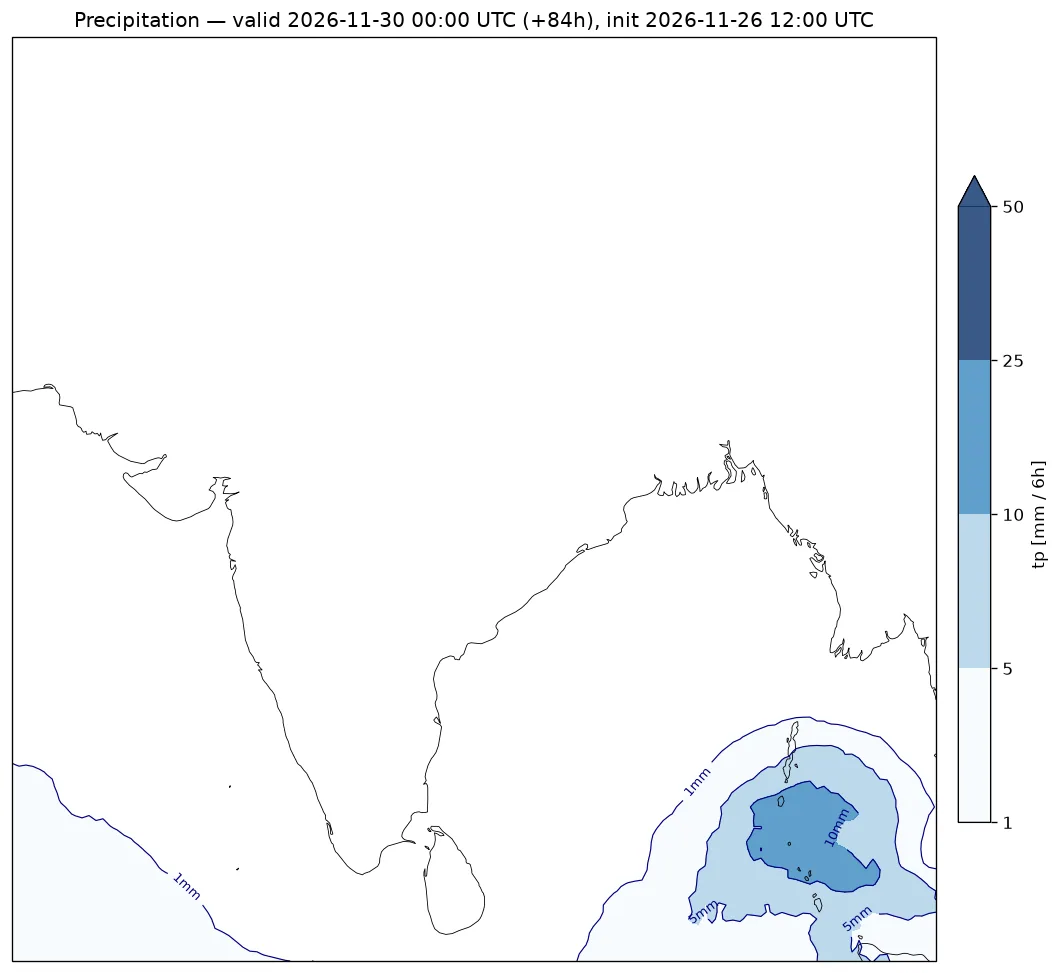 Precipitation — valid 2026-11-30 00:00 UTC (+84h), init 2026-11-26 12:00 UTC
50
25
10
5
1
tp [mm / 6h]
1mm
10mm
1mm
5mm
5mm